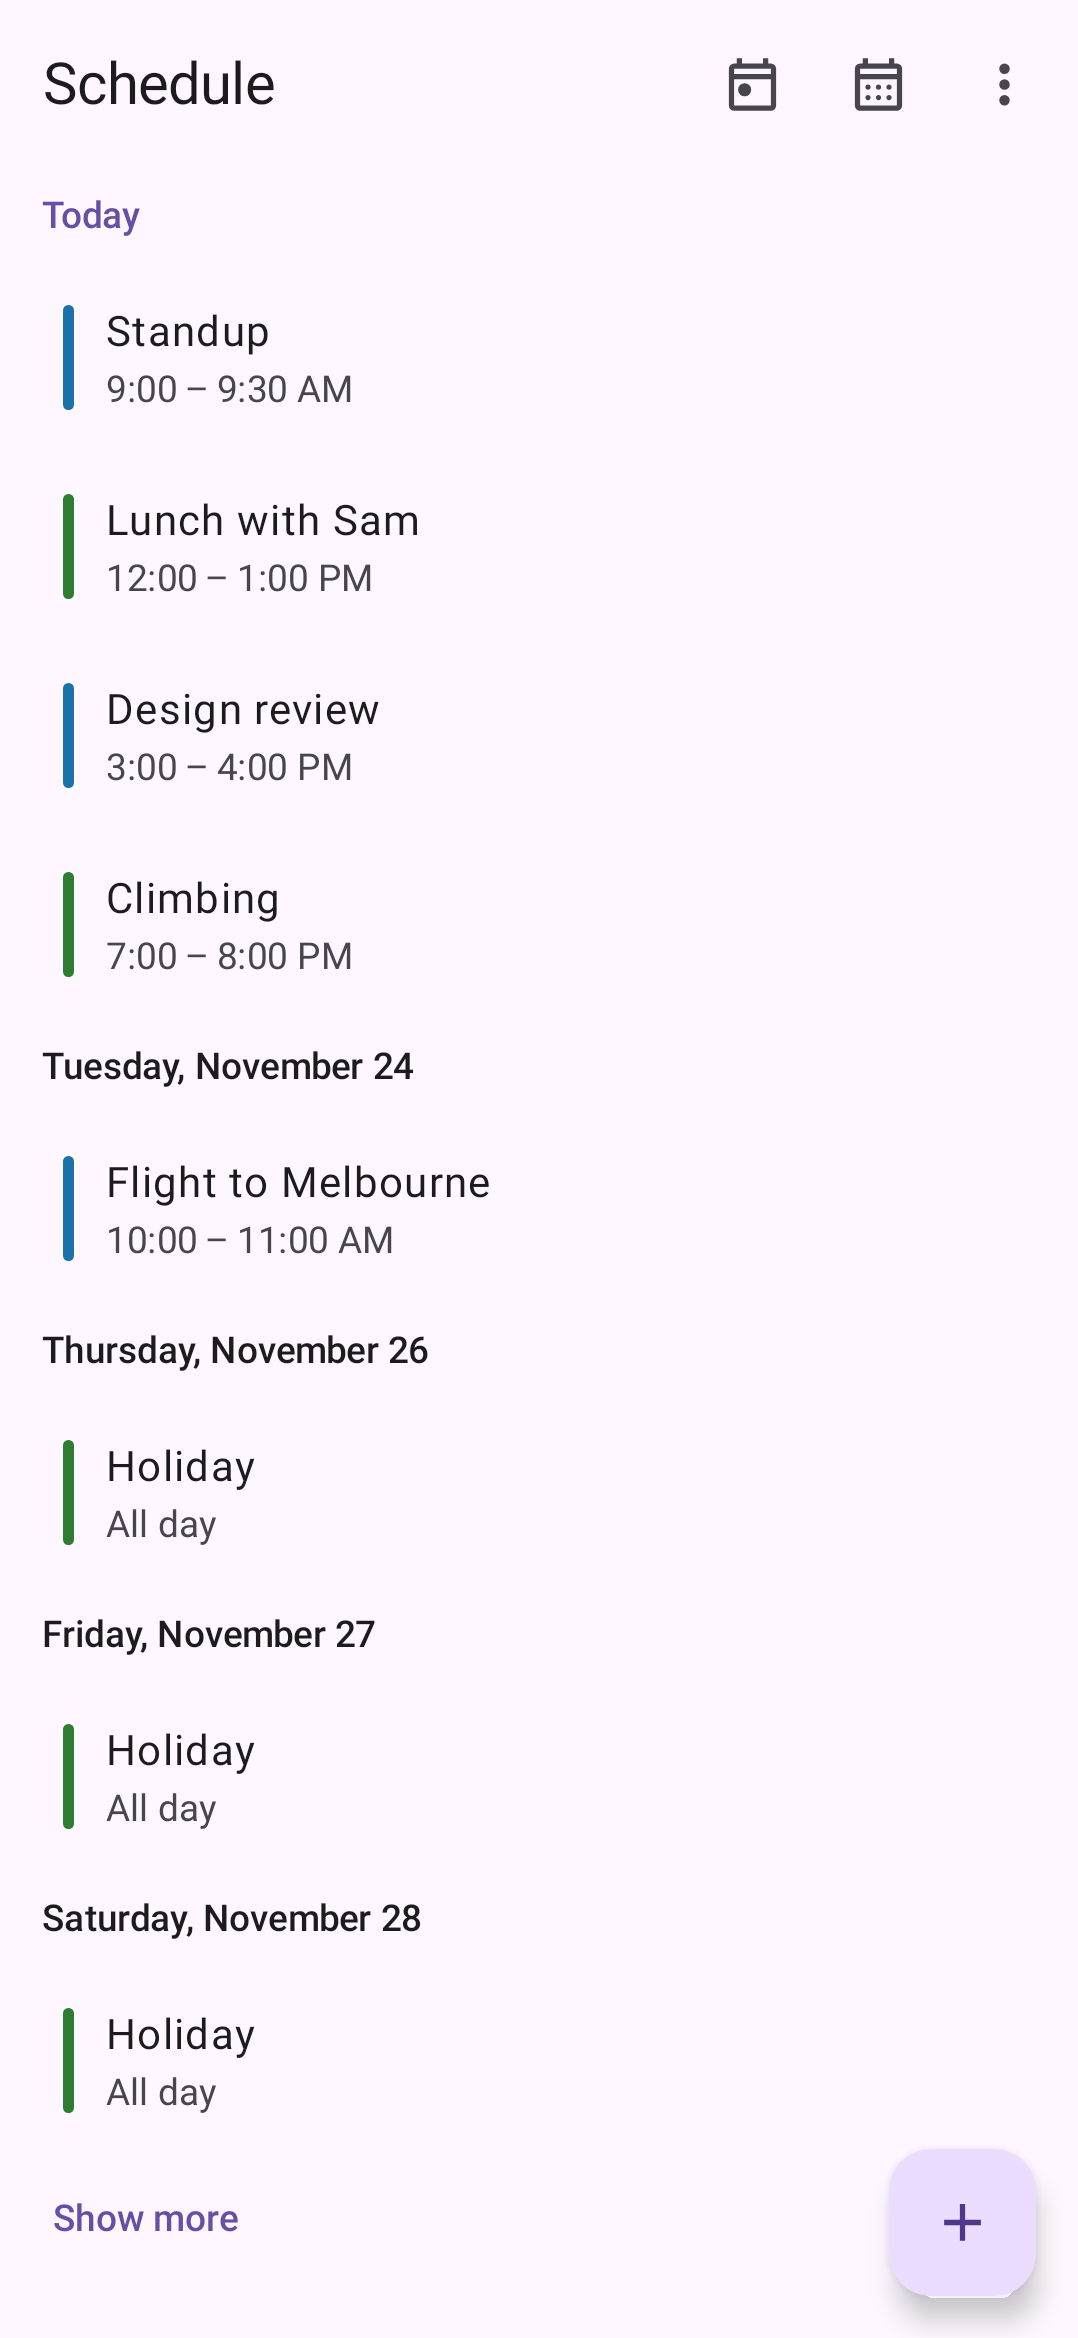 Schedule
Today
Standup
9:00 – 9:30 AM
Lunch with Sam
12:00 – 1:00 PM
Design review
3:00 – 4:00 PM
Climbing
7:00 – 8:00 PM
Tuesday, November 24
Flight to Melbourne
10:00 – 11:00 AM
Thursday, November 26
Holiday
All day
Friday, November 27
Holiday
All day
Saturday, November 28
Holiday
All day
Show more